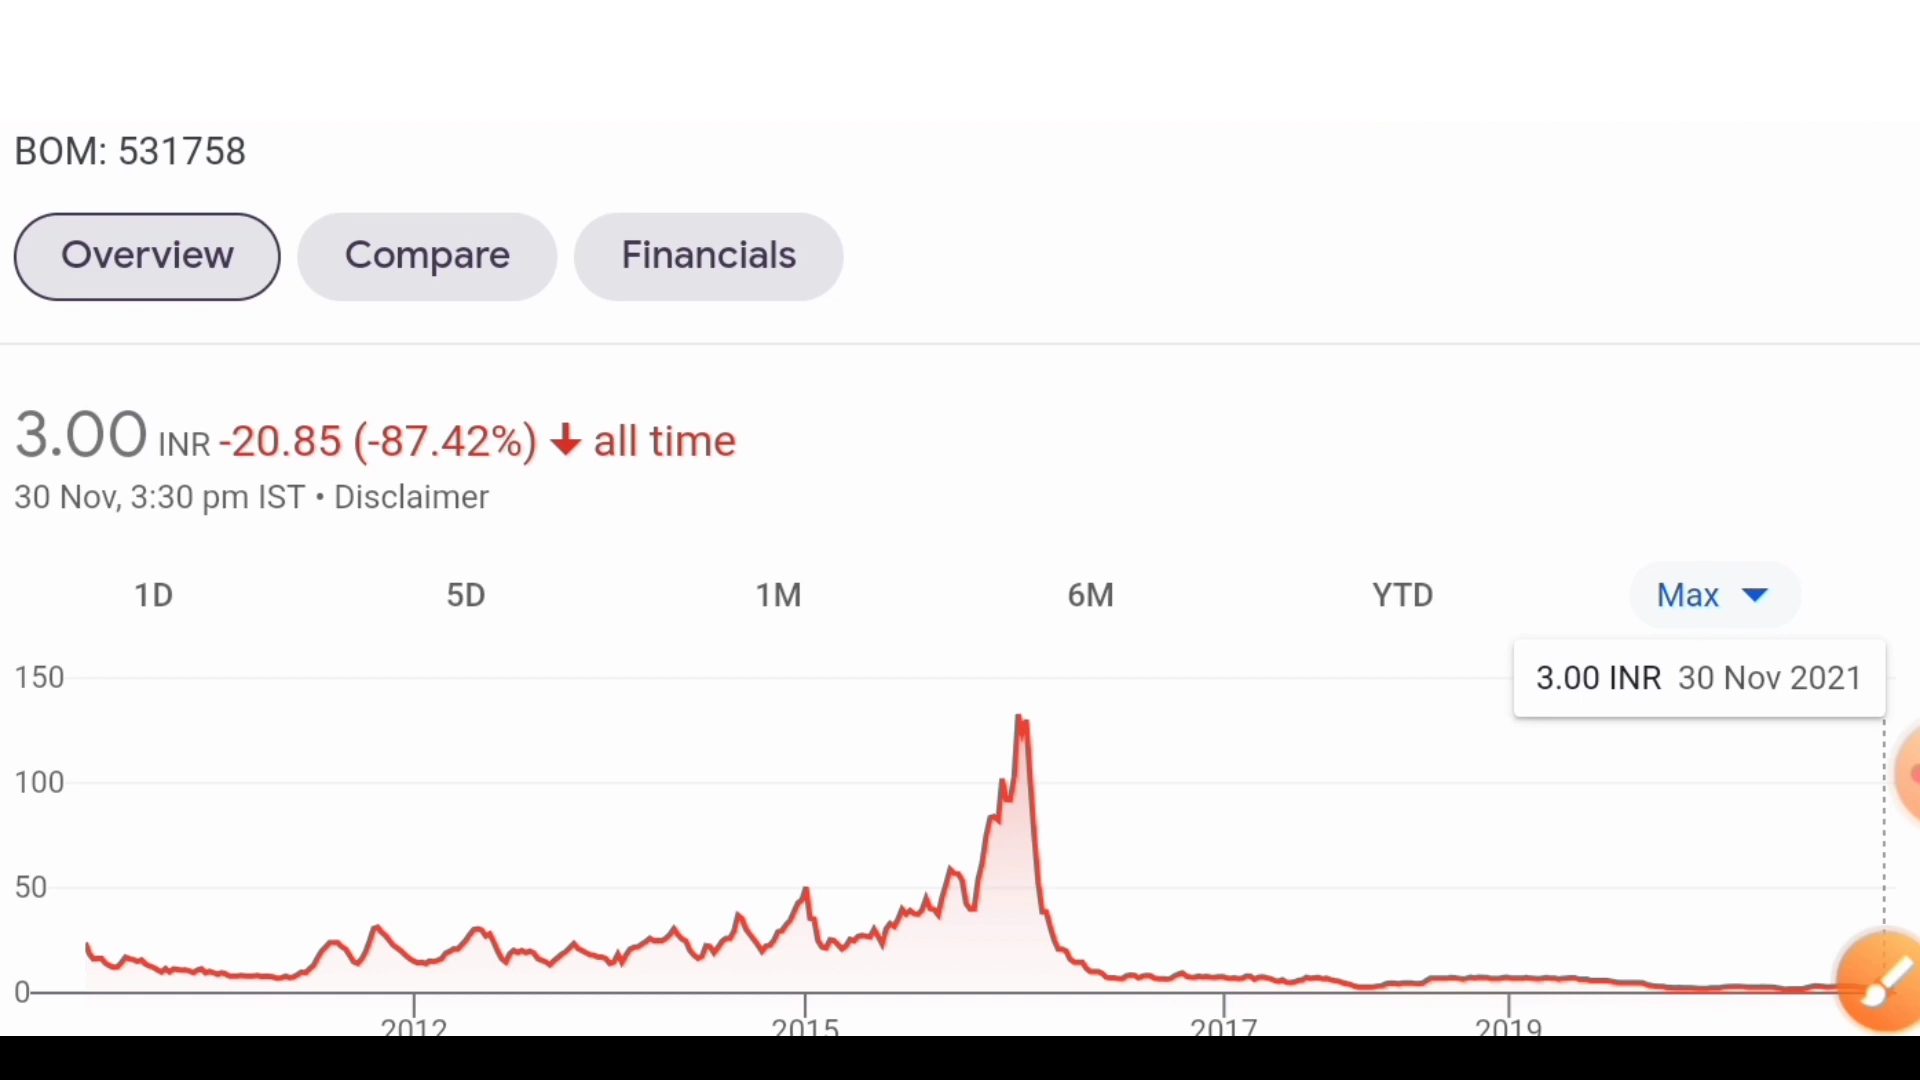 BOM: 531758
Overview Compare Financials
3.00 INR -20.85 (-87.42%) ↓ all time
30 Nov, 3:30 pm IST • Disclaimer
1D 5D 1M 6M YTD Max
3.00 INR 30 Nov 2021
150
100
50
0
2012 2015 2017 2019